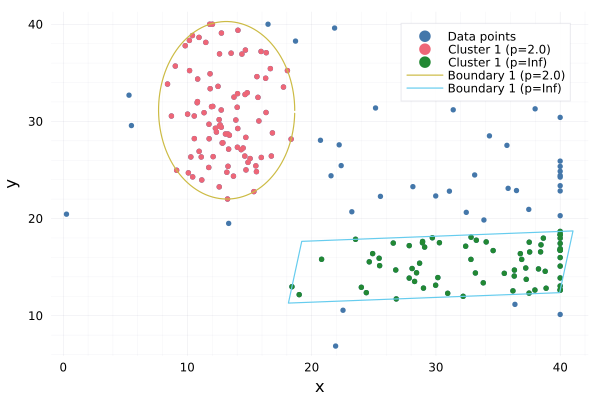 40
30
20
10
y
0
10
20
30
40
x
Data points
Cluster 1 (p=2.0)
Cluster 1 (p=Inf)
Boundary 1 (p=2.0)
Boundary 1 (p=Inf)